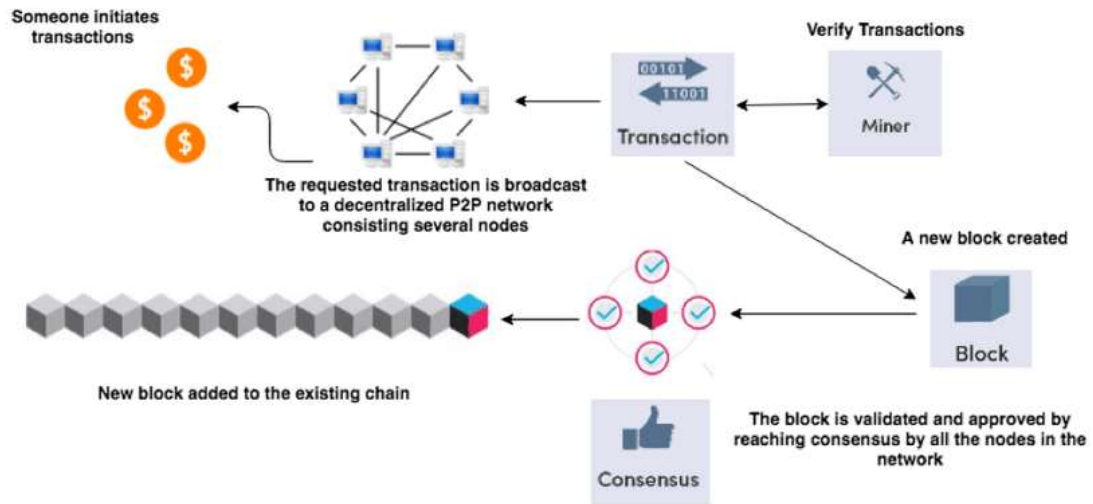 Someone initiates
transactions
$
$
$
The requested transaction is broadcast
to a decentralized P2P network
consisting several nodes
00101
11001
Transaction
Verify Transactions
Miner
A new block created
Block
The block is validated and approved by
reaching consensus by all the nodes in the
network
Consensus
New block added to the existing chain